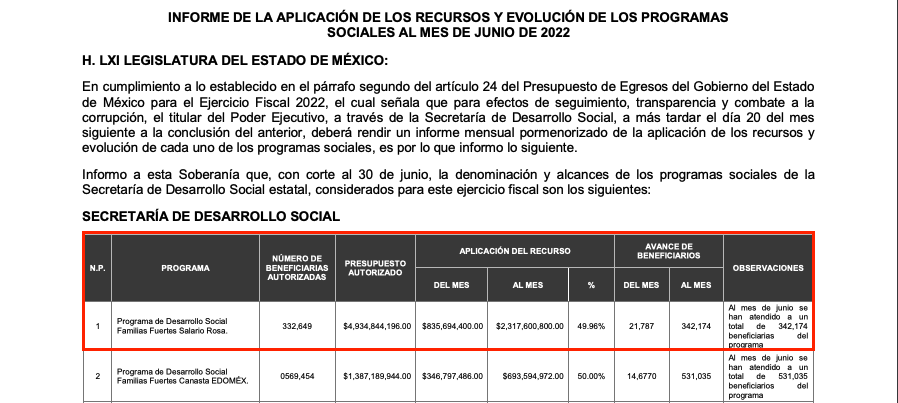 INFORME DE LA APLICACIÓN DE LOS RECURSOS Y EVOLUCIÓN DE LOS PROGRAMAS
SOCIALES AL MES DE JUNIO DE 2022
H. LXI LEGISLATURA DEL ESTADO DE MÉXICO:
En cumplimiento a lo establecido en el párrafo segundo del artículo 24 del Presupuesto de Egresos del Gobierno del Estado
de México para el Ejercicio Fiscal 2022, el cual señala que para efectos de seguimiento, transparencia y combate a la
corrupción, el titular del Poder Ejecutivo, a través de la Secretaría de Desarrollo Social, a más tardar el día 20 del mes
siguiente a la conclusión del anterior, deberá rendir un informe mensual pormenorizado de la aplicación de los recursos y
evolución de cada uno de los programas sociales, es por lo que informo lo siguiente.
Informo a esta Soberanía que, con corte al 30 de junio, la denominación y alcances de los programas sociales de la
Secretaría de Desarrollo Social estatal, considerados para este ejercicio fiscal son los siguientes:
SECRETARÍA DE DESARROLLO SOCIAL
N.P.
PROGRAMA
NÚMERO DE
BENEFICIARIAS
AUTORIZADAS
PRESUPUESTO
AUTORIZADO
APLICACIÓN DEL RECURSO
DEL MES
AL MES
%
AVANCE DE
BENEFICIARIOS
DEL MES
AL MES
OBSERVACIONES
1
Programa de Desarrollo Social
Familias Fuertes Salario Rosa.
332,649
$4,934,844,196.00
$835,694,400.00
$2,317,600,800.00
49.96%
21,787
342,174
Al mes de junio se
han atendido a un
total de 342,174
beneficiarias del
programa
2
Programa de Desarrollo Social
Familias Fuertes Canasta EDOMÉX.
0569,454
$1,387,189,944.00
$346,797,486.00
$693,594,972.00
50.00%
14,6770
531,035
Al mes de junio se
han atendido a un
total de 531,035
beneficiarios del
programa